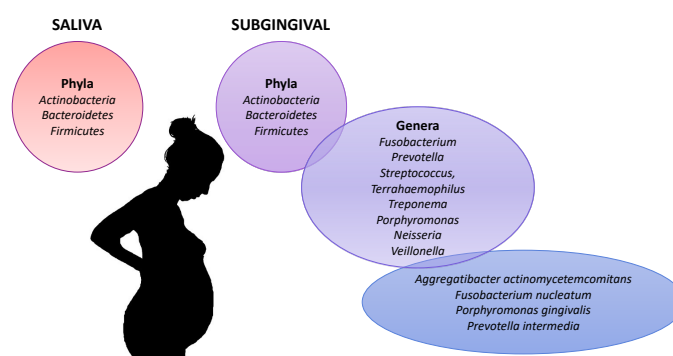 SALIVA
Phyla
Actinobacteria
Bacteroidetes
Firmicutes
SUBGINGIVAL
Phyla
Actinobacteria
Bacteroidetes
Firmicutes
Genera
Fusobacterium
Prevotella
Streptococcus,
Terrahaemophilus
Treponema
Porphyromonas
Neisseria
Veillonella
Aggregatibacter actinomycetemcomitans
Fusobacterium nucleatum
Porphyromonas gingivalis
Prevotella intermedia